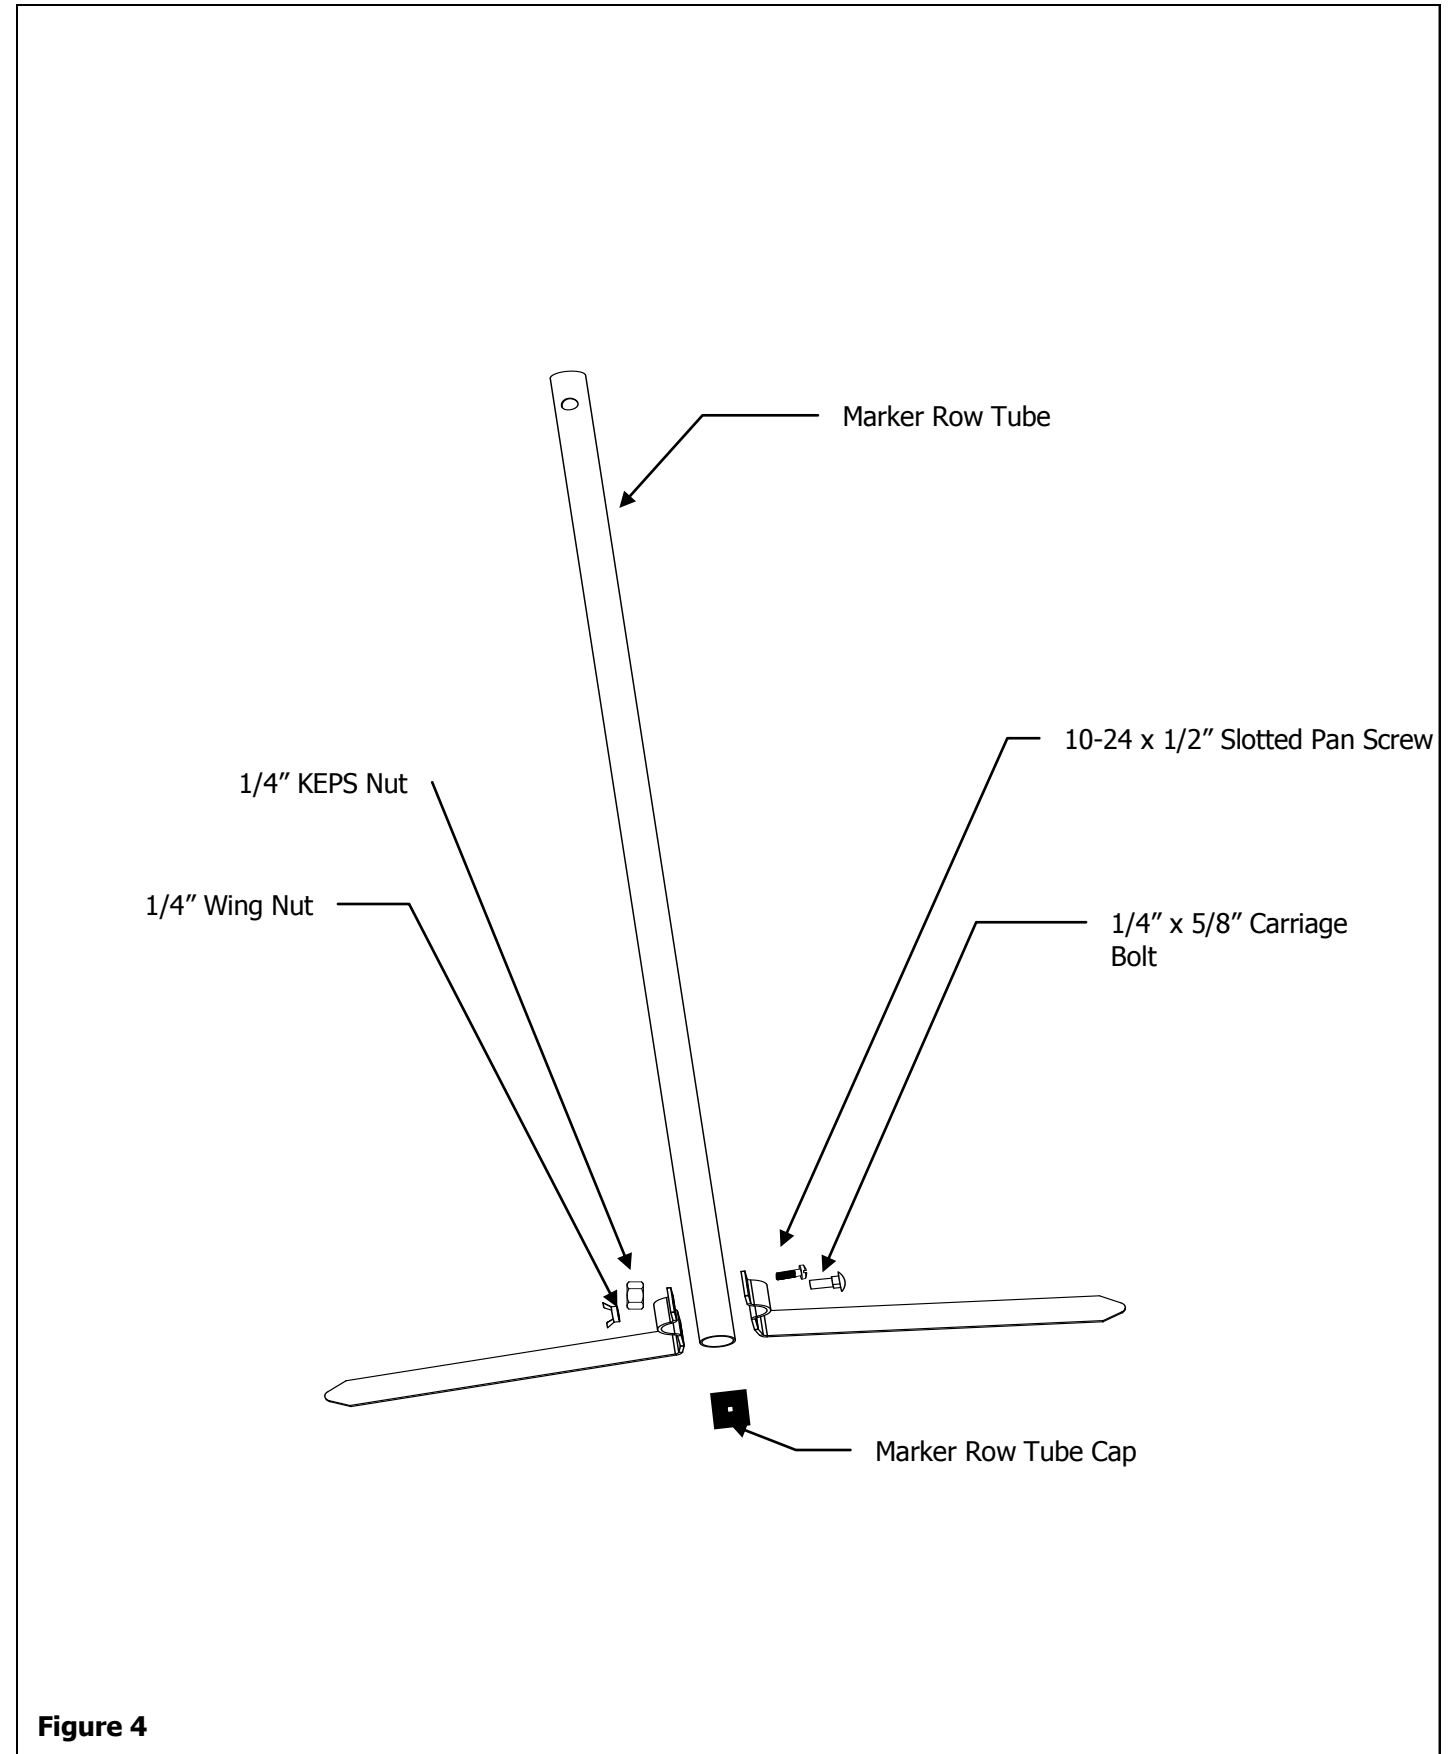 Marker Row Tube
10-24 x 1/2″ Slotted Pan Screw
1/4″ KEPS Nut
1/4″ Wing Nut
1/4″ x 5/8″ Carriage
Bolt
Marker Row Tube Cap
Figure 4